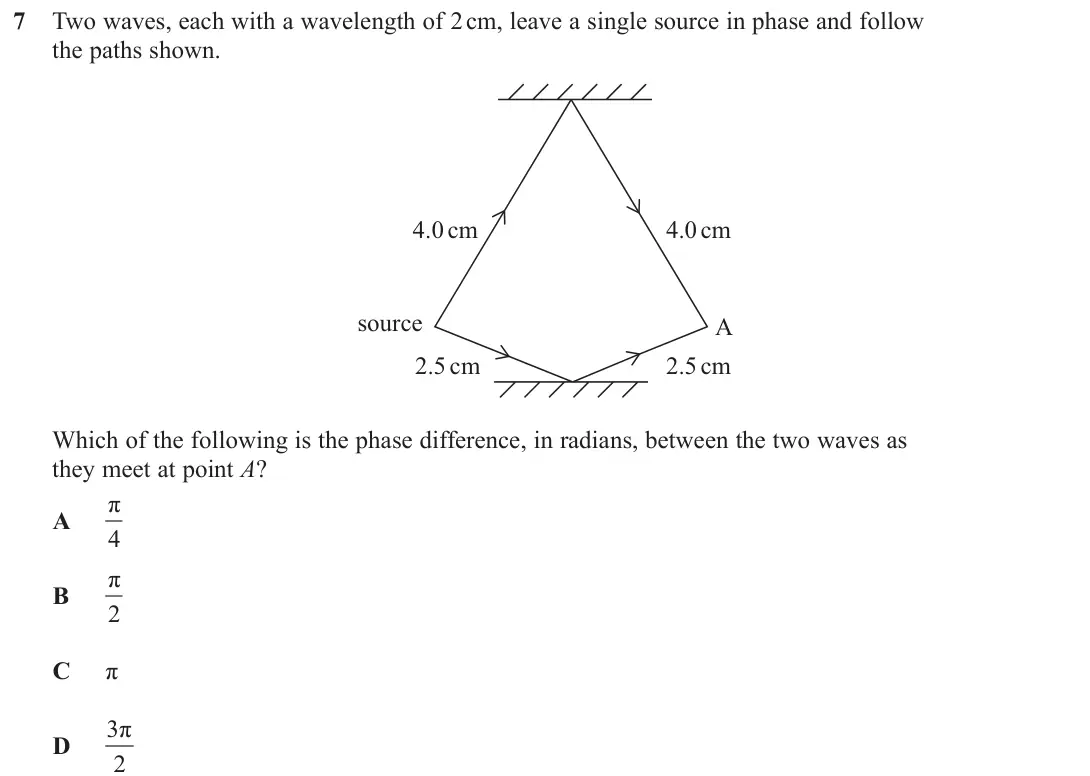 7 Two waves, each with a wavelength of 2 cm, leave a single source in phase and follow
the paths shown.
4.0 cm
4.0 cm
source
A
2.5 cm
2.5 cm
Which of the following is the phase difference, in radians, between the two waves as
they meet at point A?
A π/4
B π/2
C π
D 3π/2